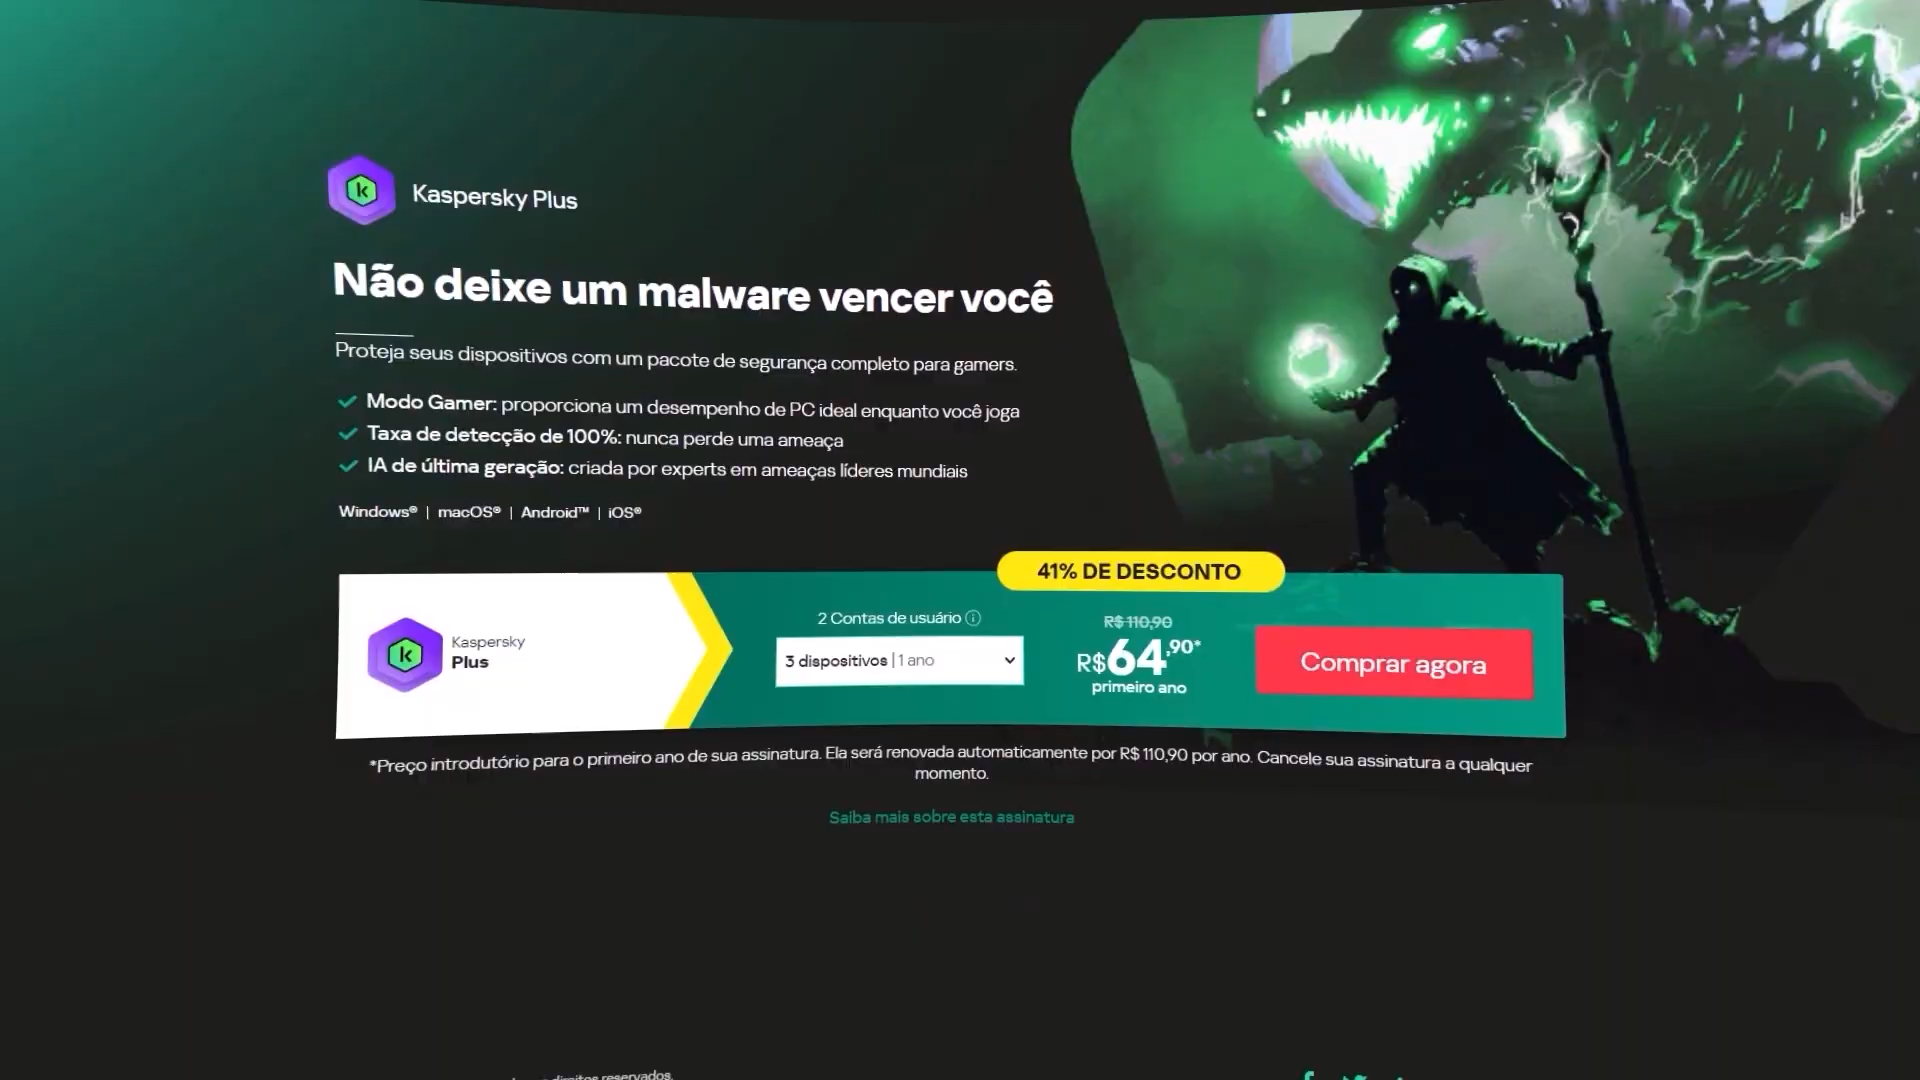 Kaspersky Plus
Não deixe um malware vencer você
Proteja seus dispositivos com um pacote de segurança completo para gamers.
Modo Gamer: proporciona um desempenho de PC ideal enquanto você joga
Taxa de detecção de 100%: nunca perde uma ameaça
IA de última geração: criada por experts em ameaças líderes mundiais
Windows® | macOS® | Android™ | iOS®
41% DE DESCONTO
Kaspersky
Plus
2 Contas de usuário
3 dispositivos | 1 ano
R$ 110,90
R$64,90*
primeiro ano
Comprar agora
*Preço introdutório para o primeiro ano de sua assinatura. Ela será renovada automaticamente por R$ 110,90 por ano. Cancele sua assinatura a qualquer
momento.
Saiba mais sobre esta assinatura
direitos reservados.